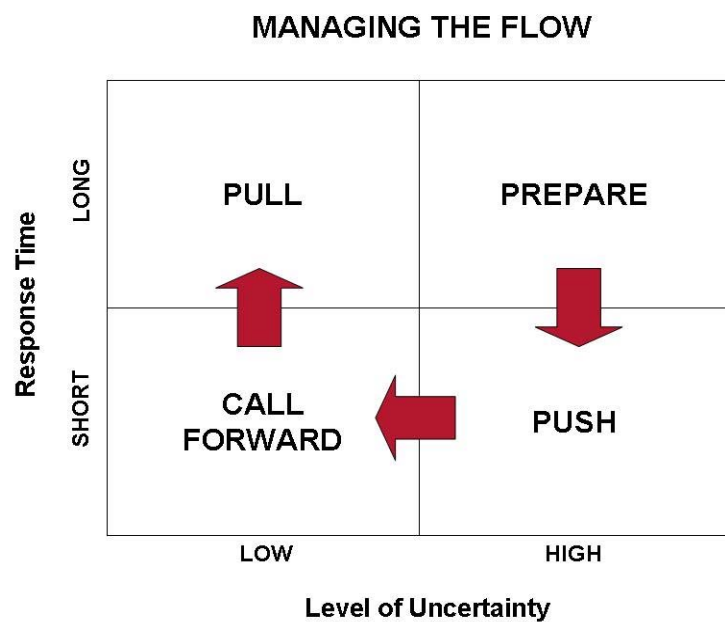 MANAGING THE FLOW
Response Time
LONG
PULL
PREPARE
SHORT
CALL
FORWARD
PUSH
LOW
HIGH
Level of Uncertainty